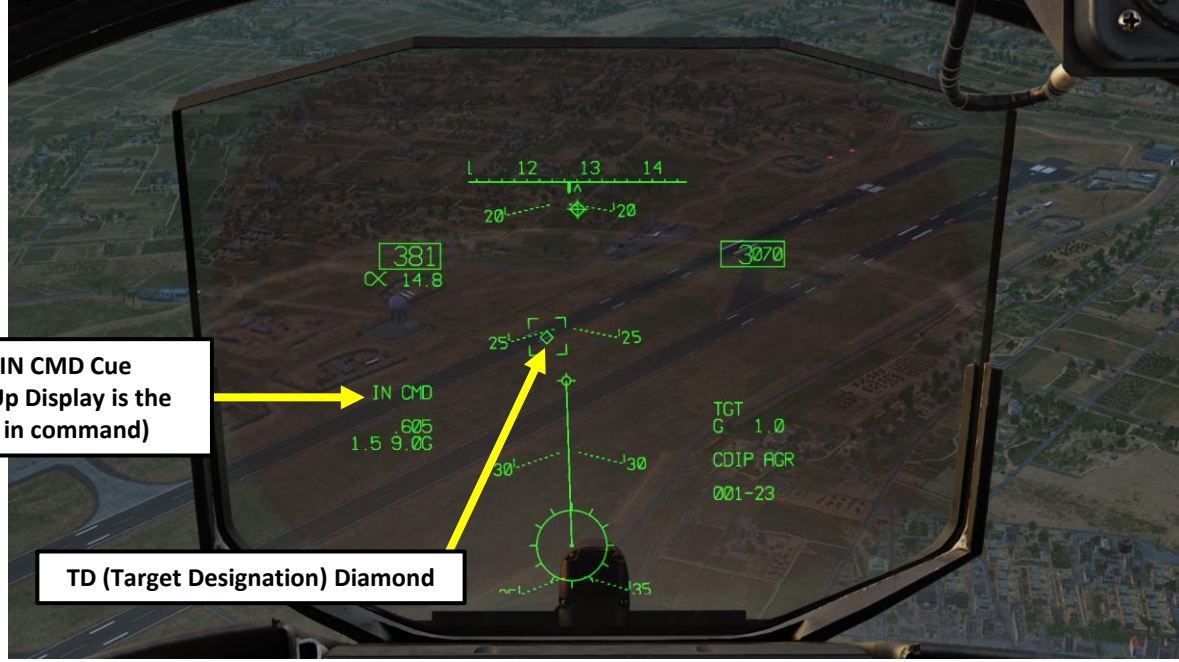 12 13 14
20 20
381
α 14.8
3070
25 25
IN CMD Cue
Up Display is the
in command)
IN CMD
.605
1.5 9.0G
TGT
G 1.0
CDIP AGR
001-23
30 30
TD (Target Designation) Diamond
35